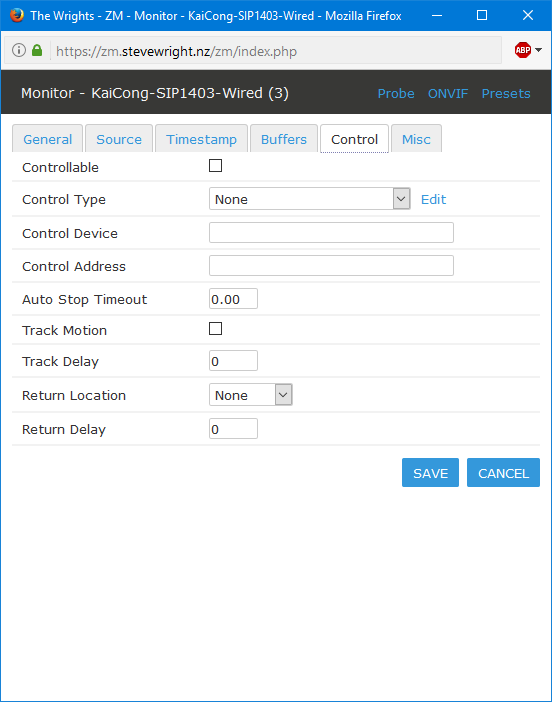 The Wrights - ZM - Monitor - KaiCong-SIP1403-Wired - Mozilla Firefox
https://zm.stevewright.nz/zm/index.php ABP
Monitor - KaiCong-SIP1403-Wired (3) Probe ONVIF Presets
General Source Timestamp Buffers Control Misc
Controllable
Control Type None Edit
Control Device
Control Address
Auto Stop Timeout 0.00
Track Motion
Track Delay 0
Return Location None
Return Delay 0
SAVE CANCEL